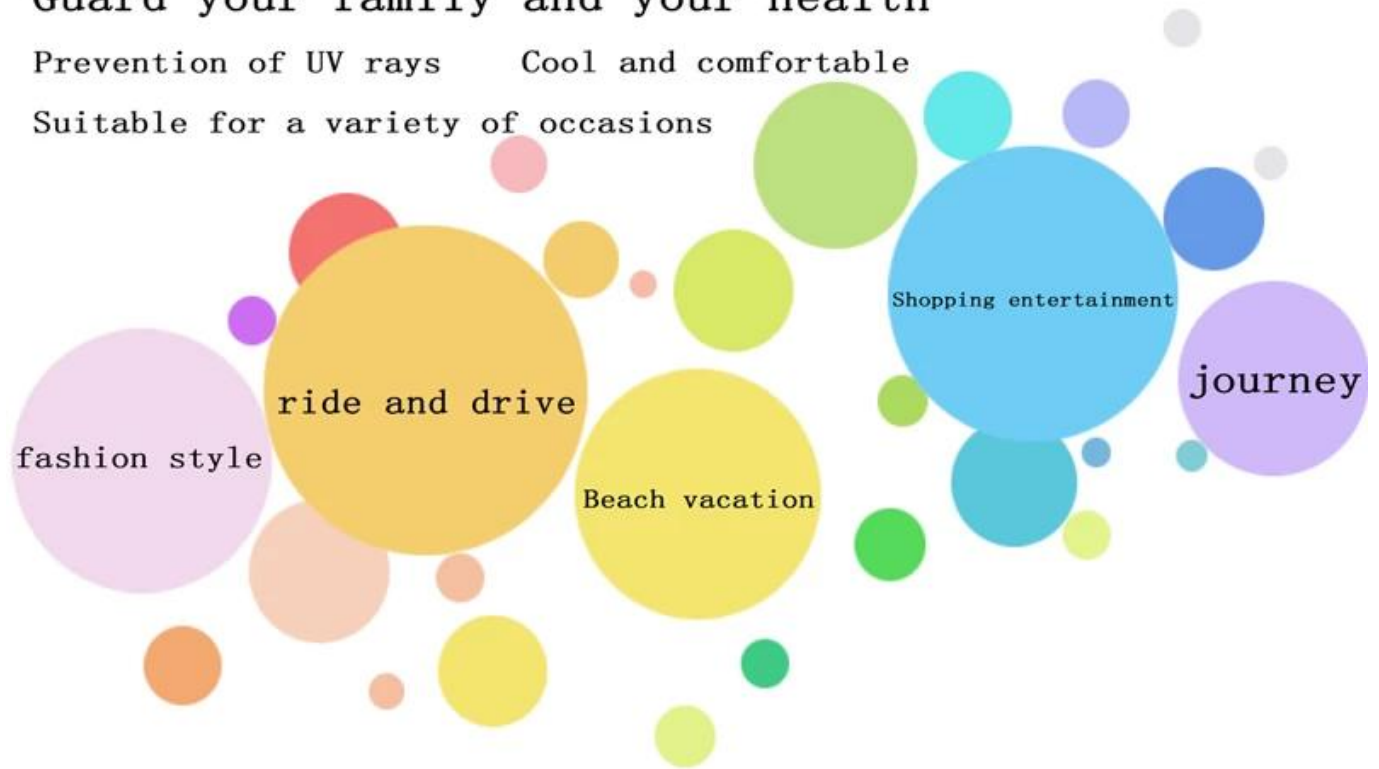 Guard your family and your health
Prevention of UV rays Cool and comfortable
Suitable for a variety of occasions
Shopping entertainment
journey
ride and drive
fashion style
Beach vacation